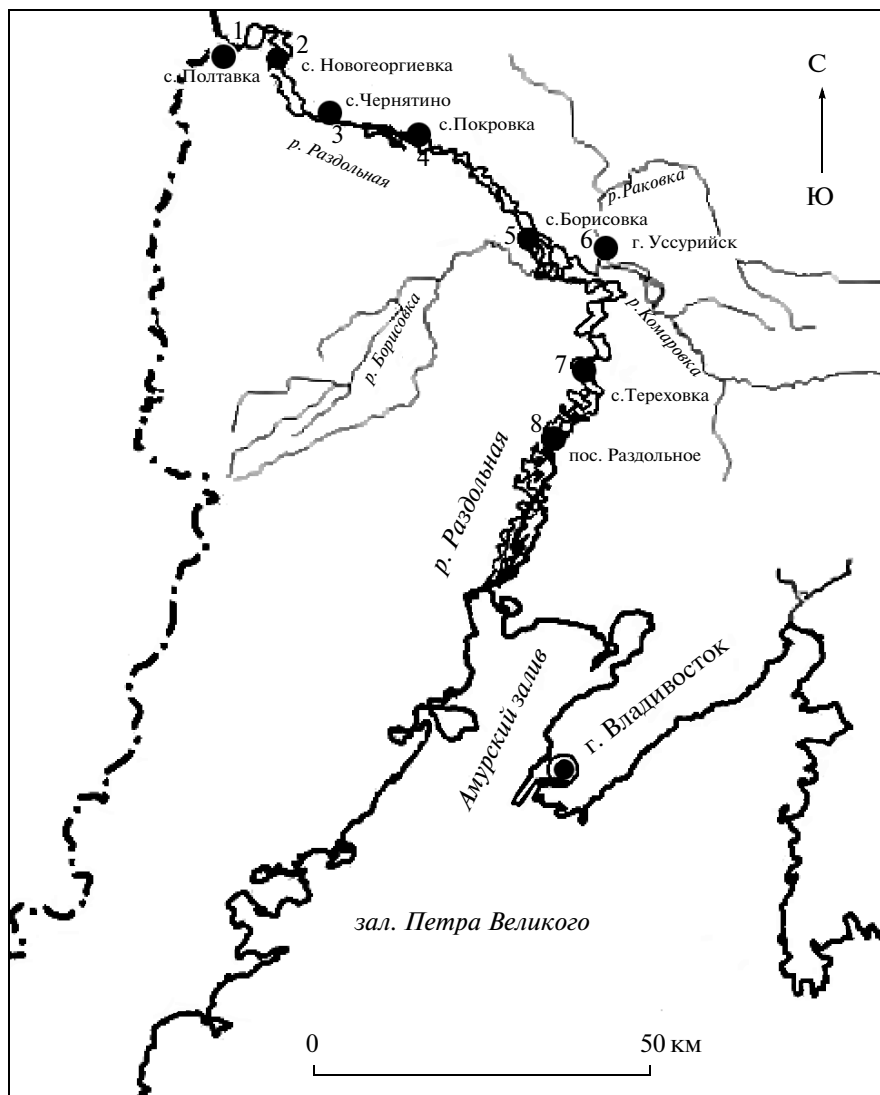 1
2
с. Полтавка
с. Новогеоргиевка
С
с.Чернятино
3
с.Покровка
4
р. Раздольная
Ю
р.Раковка
с.Борисовка
5
6
г. Уссурийск
р. Борисовка
р. Комаровка
7
с.Тереховка
8
пос. Раздольное
р. Раздольная
Амурский залив
г. Владивосток
зал. Петра Великого
0
50 км